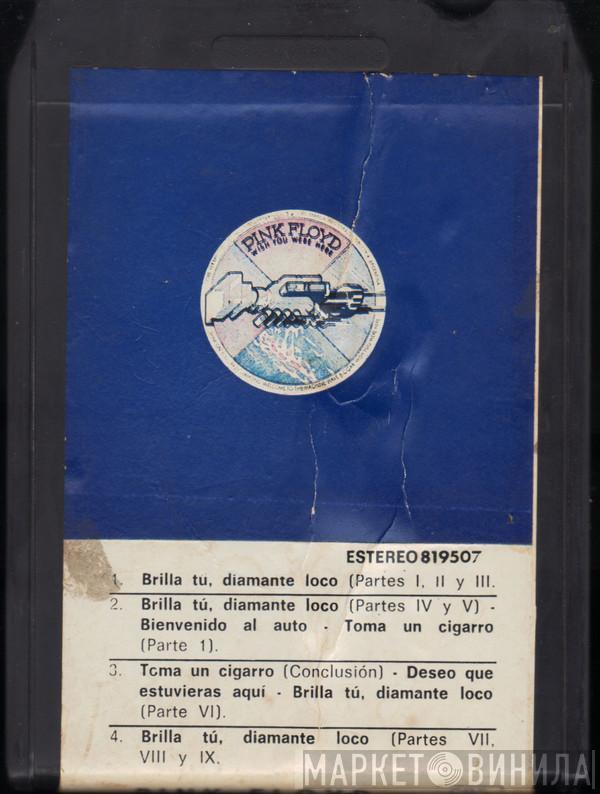 PINK FLOYD
WISH YOU WERE HERE
ESTEREO 819507
1. Brilla tu, diamante loco (Partes I, II y III.
2. Brilla tú, diamante loco (Partes IV y V) -
Bienvenido al auto - Toma un cigarro
(Parte 1).
3. Toma un cigarro (Conclusión) - Deseo que
estuvieras aquí - Brilla tú, diamante loco
(Parte VI).
4. Brilla tú, diamante loco (Partes VII,
VIII y IX.
МАРКЕТ ВИНИЛА